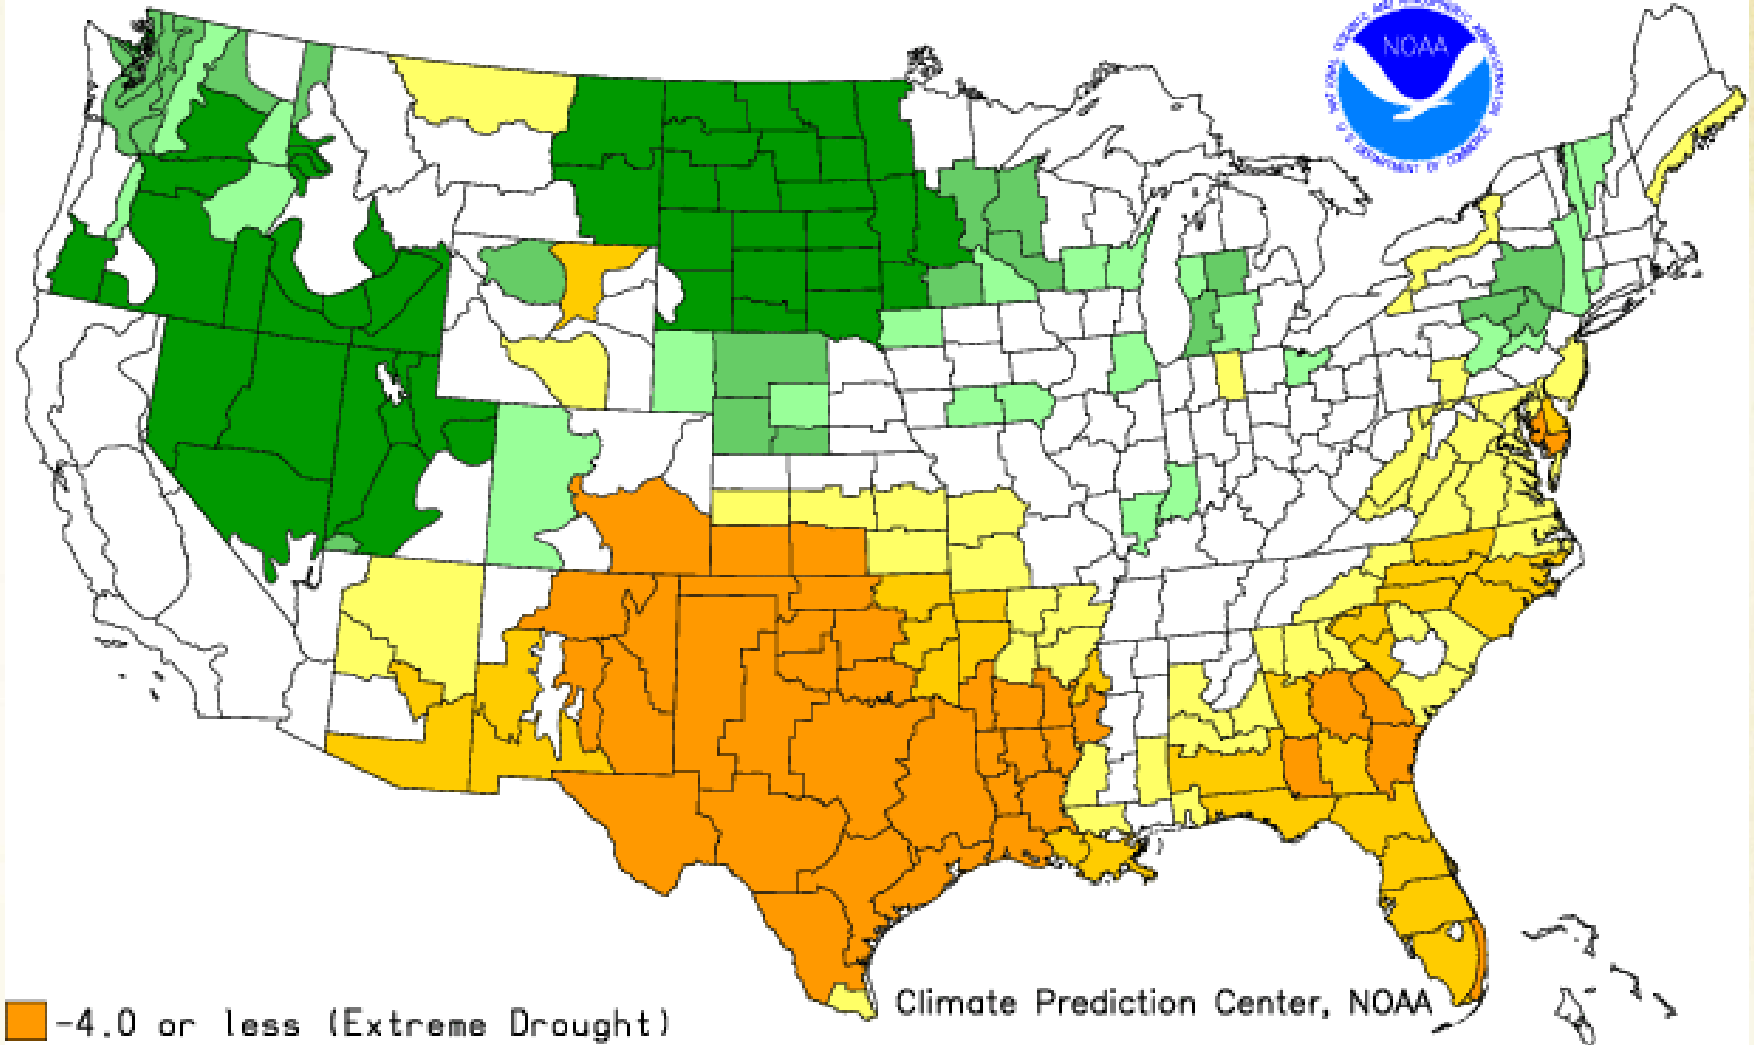 NOAA
Climate Prediction Center, NOAA
-4.0 or less (Extreme Drought)